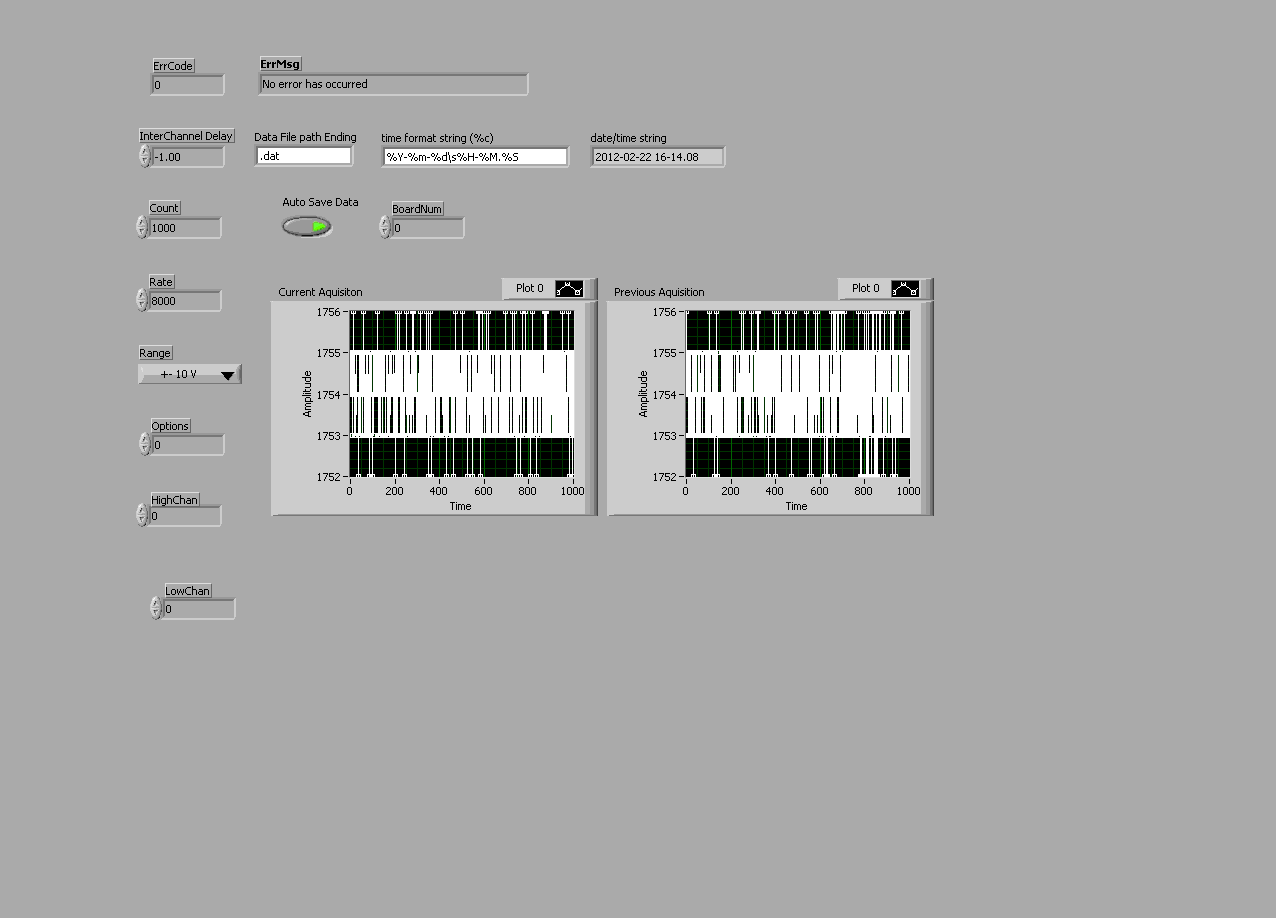 ErrCode
0
ErrMsg
No error has occurred
InterChannel Delay
-1.00
Data File path Ending
.dat
time format string (%c)
%Y-%m-%d\s%H-%M.%S
date/time string
2012-02-22 16-14.08
Count
1000
Auto Save Data
BoardNum
0
Rate
8000
Range
+- 10 V
Options
0
HighChan
0
LowChan
0
Current Aquisiton
Plot 0
1756
1755
1754
1753
1752
Amplitude
0 200 400 600 800 1000
Time
Previous Aquisition
Plot 0
1756
1755
1754
1753
1752
Amplitude
0 200 400 600 800 1000
Time